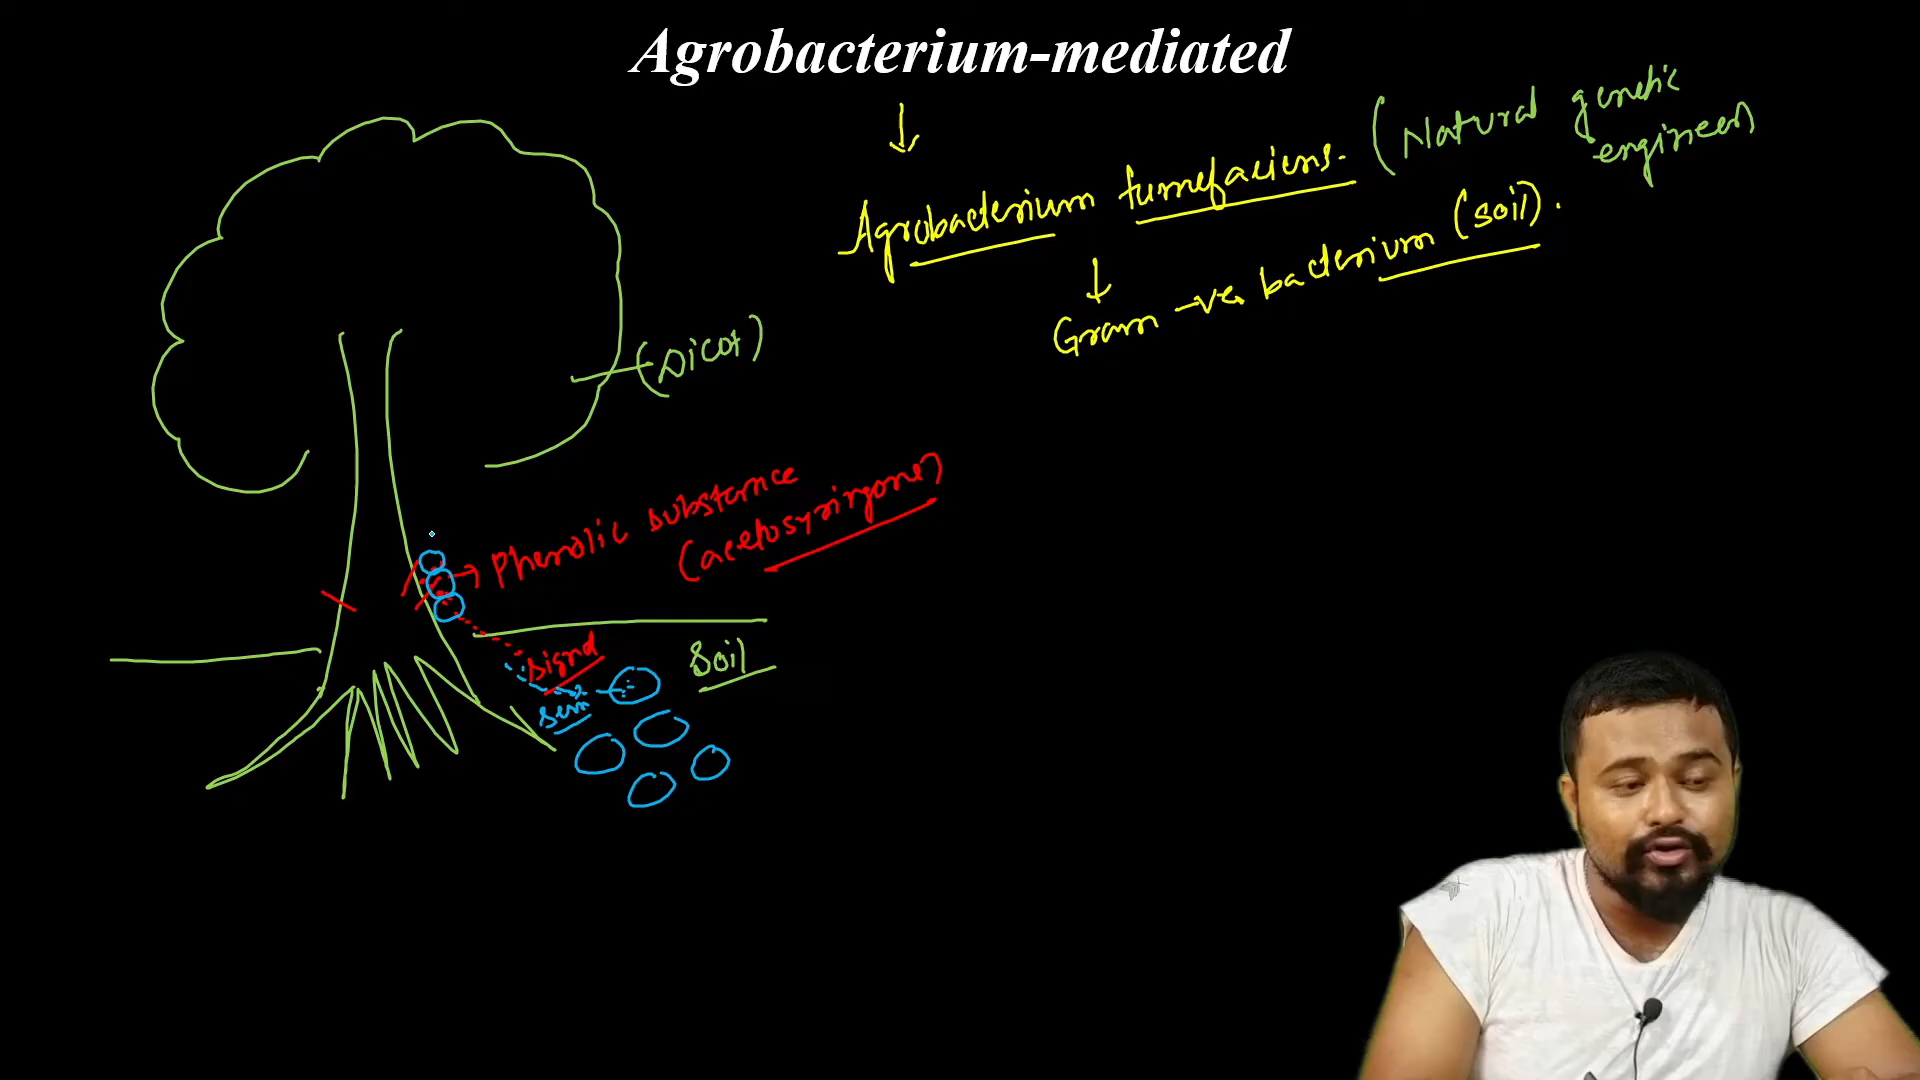 Agrobacterium-mediated
Agrobacterium tumefaciens. (Natural genetic
engineer)
Gram -ve bacterium (soil).
(Dicot)
Phenolic substance
(acetosyringone)
Signal
Soil